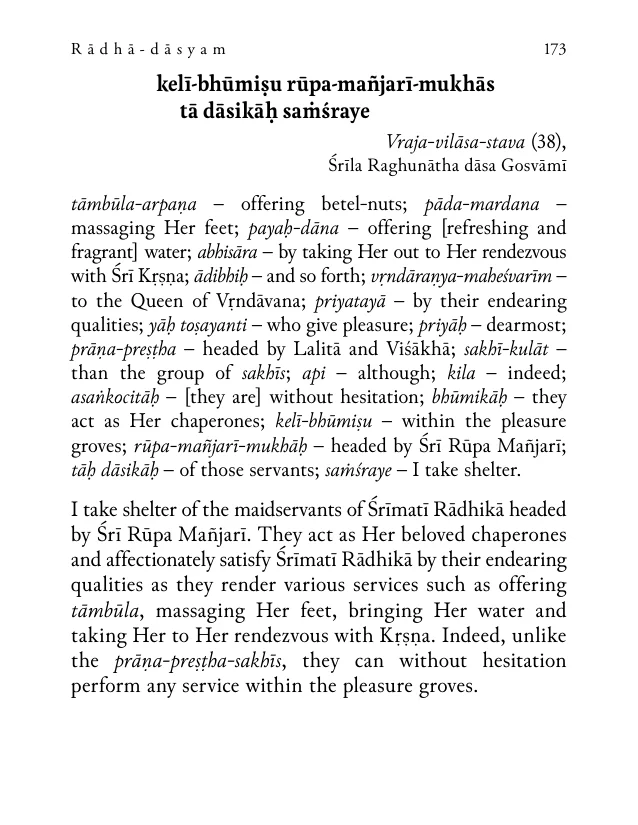 Rādhā-dāsyam 173
kelī-bhūmiṣu rūpa-mañjarī-mukhās
tā dāsikāḥ saṁśraye
Vraja-vilāsa-stava (38),
Śrīla Raghunātha dāsa Gosvāmī
tāmbūla-arpaṇa – offering betel-nuts; pāda-mardana –
massaging Her feet; payaḥ-dāna – offering [refreshing and
fragrant] water; abhisāra – by taking Her out to Her rendezvous
with Śrī Kṛṣṇa; ādibhiḥ – and so forth; vṛndāraṇya-maheśvarīm –
to the Queen of Vṛndāvana; priyatayā – by their endearing
qualities; yāḥ toṣayanti – who give pleasure; priyāḥ – dearmost;
prāṇa-preṣṭha – headed by Lalitā and Viśākhā; sakhī-kulāt –
than the group of sakhīs; api – although; kila – indeed;
asaṅkocitāḥ – [they are] without hesitation; bhūmikāḥ – they
act as Her chaperones; kelī-bhūmiṣu – within the pleasure
groves; rūpa-mañjarī-mukhāḥ – headed by Śrī Rūpa Mañjarī;
tāḥ dāsikāḥ – of those servants; saṁśraye – I take shelter.
I take shelter of the maidservants of Śrīmatī Rādhikā headed
by Śrī Rūpa Mañjarī. They act as Her beloved chaperones
and affectionately satisfy Śrīmatī Rādhikā by their endearing
qualities as they render various services such as offering
tāmbūla, massaging Her feet, bringing Her water and
taking Her to Her rendezvous with Kṛṣṇa. Indeed, unlike
the prāṇa-preṣṭha-sakhīs, they can without hesitation
perform any service within the pleasure groves.